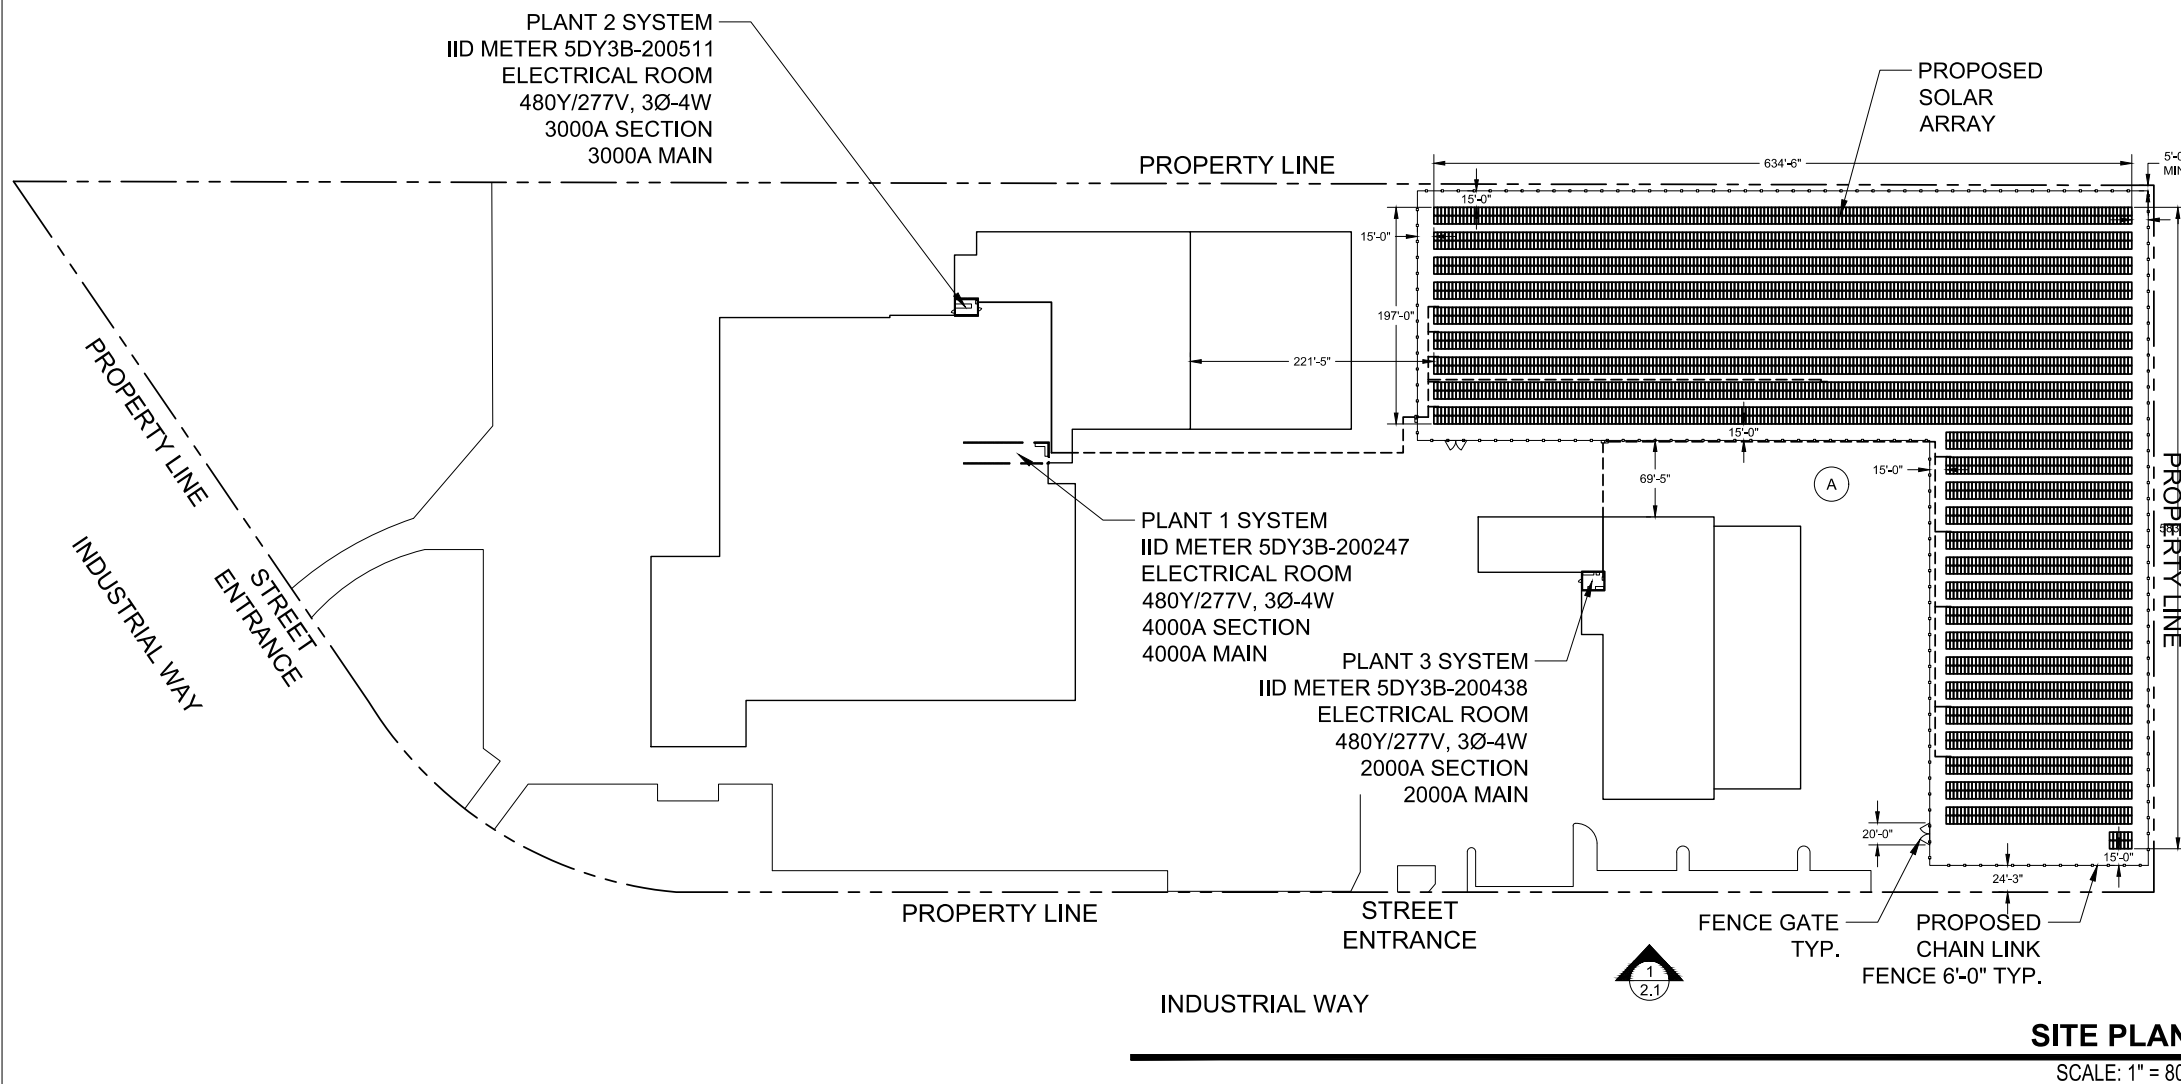 PLANT 2 SYSTEM
IID METER 5DY3B-200511
ELECTRICAL ROOM
480Y/277V, 3Ø-4W
3000A SECTION
3000A MAIN
PROPOSED
SOLAR
ARRAY
PROPERTY LINE
634'-6"
15'-0"
15'-0"
197'-0"
221'-5"
15'-0"
69'-5"
A
15'-0"
PROPERTY LINE
PROPERTY LINE
INDUSTRIAL WAY
STREET
ENTRANCE
PLANT 1 SYSTEM
IID METER 5DY3B-200247
ELECTRICAL ROOM
480Y/277V, 3Ø-4W
4000A SECTION
4000A MAIN
PLANT 3 SYSTEM
IID METER 5DY3B-200438
ELECTRICAL ROOM
480Y/277V, 3Ø-4W
2000A SECTION
2000A MAIN
20'-0"
15'-0"
24'-3"
PROPERTY LINE
STREET
ENTRANCE
FENCE GATE
TYP.
PROPOSED
CHAIN LINK
FENCE 6'-0" TYP.
1
2.1
INDUSTRIAL WAY
SITE PLAN
SCALE: 1" = 80